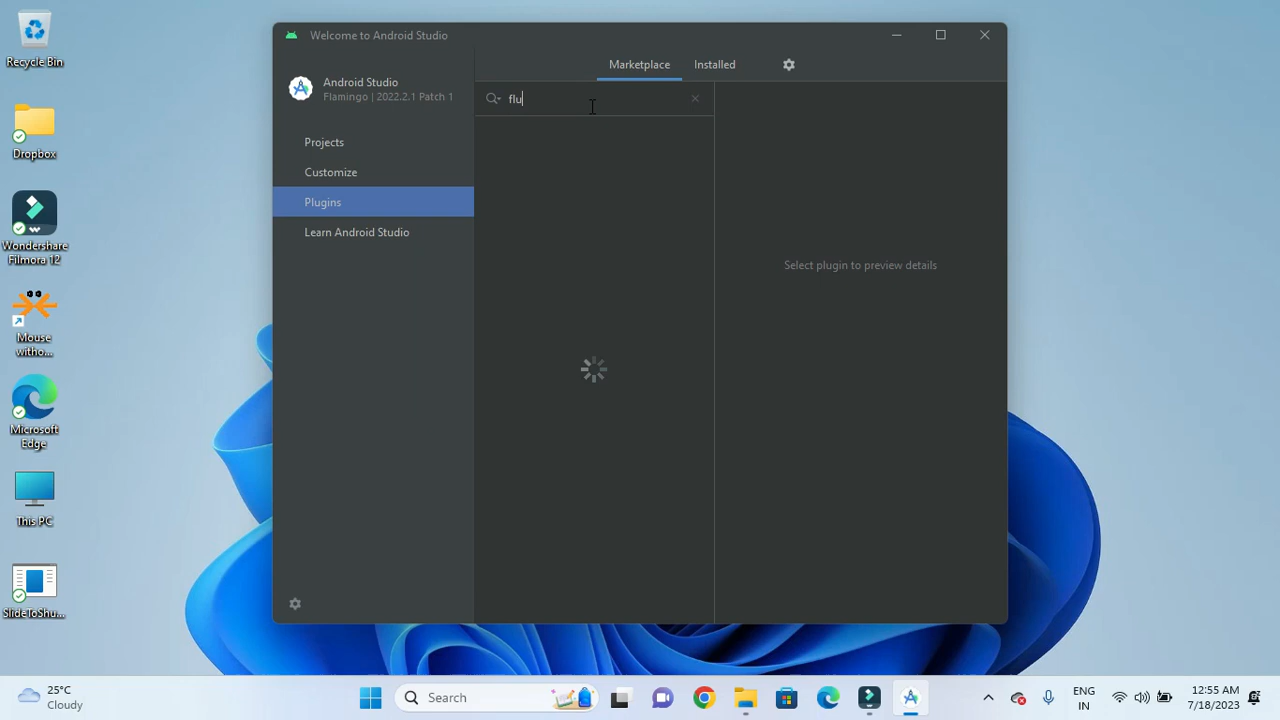 Recycle Bin
Dropbox
Wondershare
Filmora 12
Mouse
witho...
Microsoft
Edge
This PC
SlideToShu...
Welcome to Android Studio
Android Studio
Flamingo | 2022.2.1 Patch 1
Projects
Customize
Plugins
Learn Android Studio
Marketplace Installed
flu
Select plugin to preview details
25°C
Cloudy
Search
ENG
IN
12:55 AM
7/18/2023